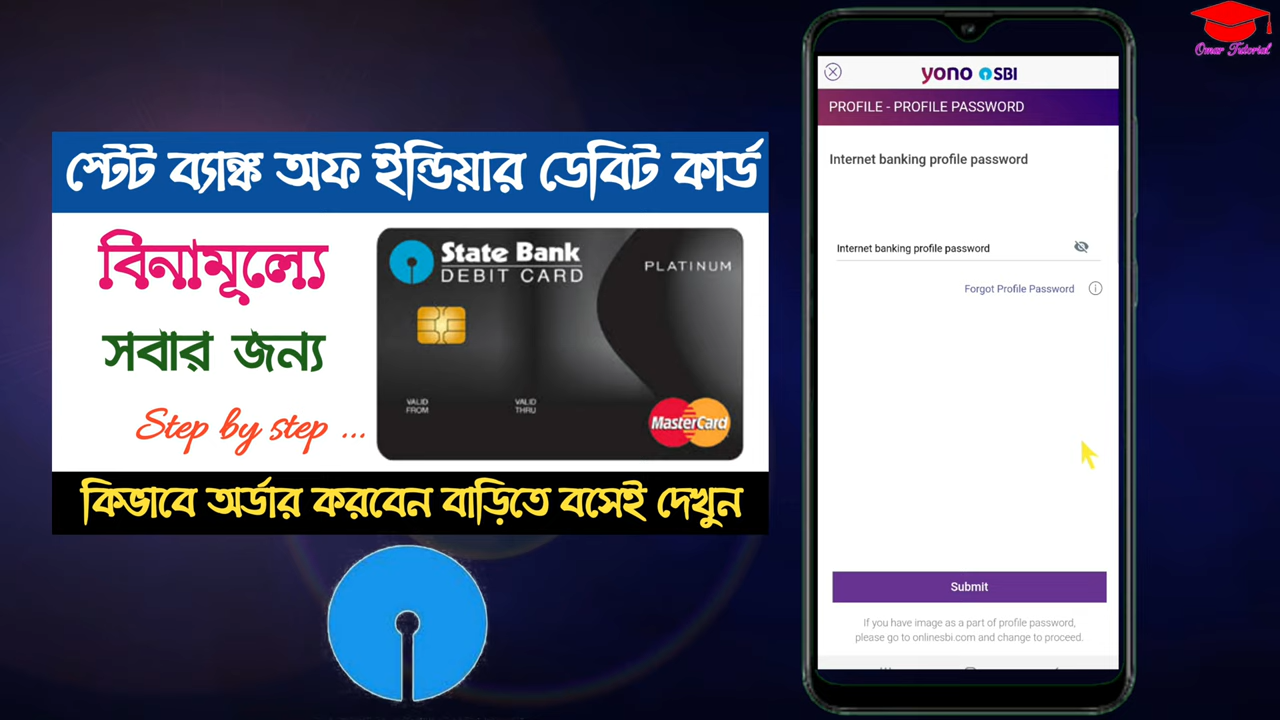 স্টেট ব্যাঙ্ক অফ ইন্ডিয়ার ডেবিট কার্ড
বিনামূল্যে
সবার জন্য
Step by step ...
State Bank
DEBIT CARD
PLATINUM
VALID
FROM
VALID
THRU
MasterCard
কিভাবে অর্ডার করবেন বাড়িতে বসেই দেখুন
yono SBI
PROFILE - PROFILE PASSWORD
Internet banking profile password
Internet banking profile password
Forgot Profile Password
Submit
If you have image as a part of profile password,
please go to onlinesbi.com and change to proceed.
Omar Tutorial